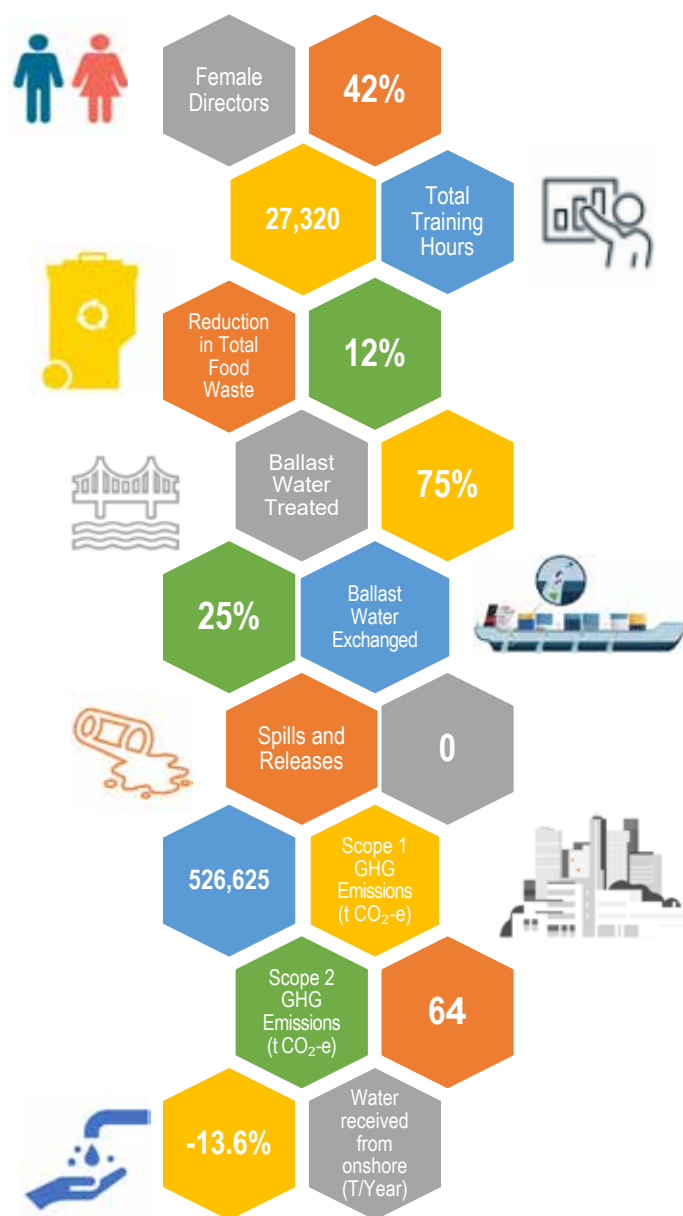 Female
Directors
42%
27,320
Total
Training
Hours
Reduction
in Total
Food
Waste
12%
Ballast
Water
Treated
75%
25%
Ballast
Water
Exchanged
Spills and
Releases
0
526,625
Scope 1
GHG
Emissions
(t CO₂-e)
Scope 2
GHG
Emissions
(t CO₂-e)
64
-13.6%
Water
received
from
onshore
(T/Year)